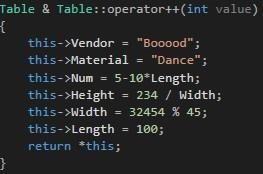 Table & Table::operator++(int value)
{
this->Vendor = "Booood";
this->Material = "Dance";
this->Num = 5-10*Length;
this->Height = 234 / Width;
this->Width = 32454 % 45;
this->Length = 100;
return *this;
}